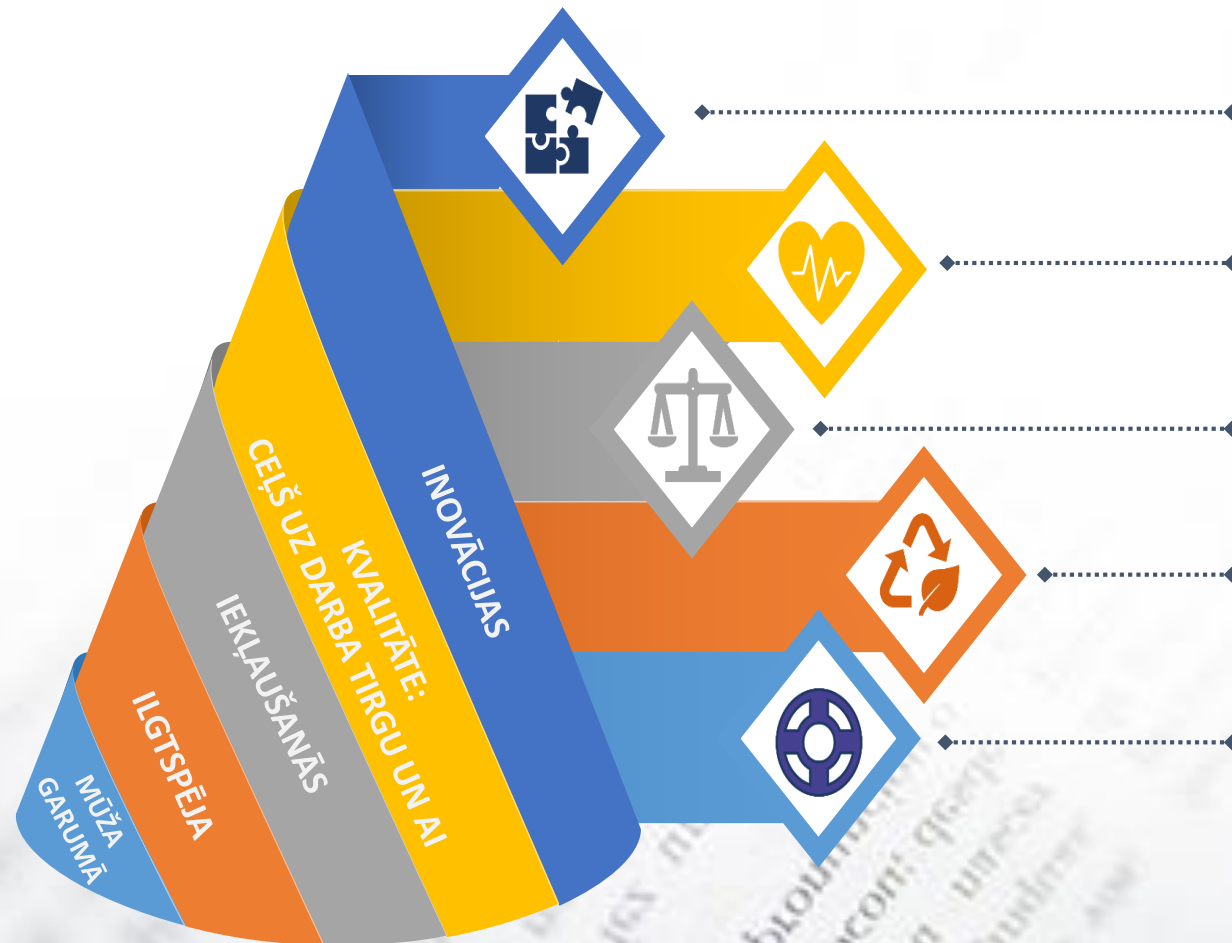 INOVĀCIJAS
KVALITĀTE:
CEĻŠ UZ DARBA TIRGU UN AI
IEKĻAUŠANĀS
ILGTSPĒJA
MŪŽA
GARUMĀ